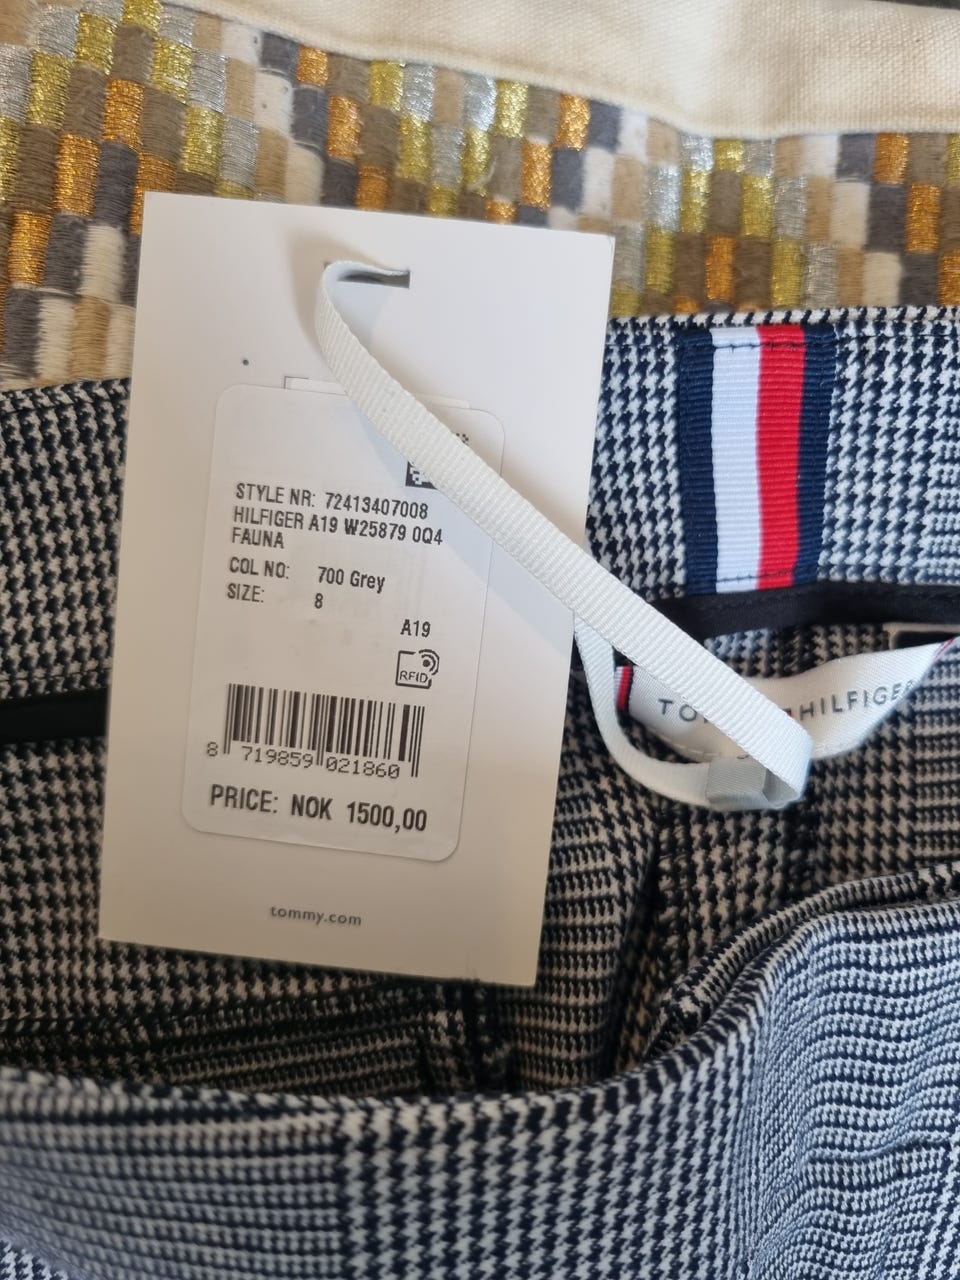 STYLE NR: 72413407008
HILFIGER A19 W25879 0Q4
FAUNA
COL NO: 700 Grey
SIZE: 8
A19
RFID
8 719859 021860
PRICE: NOK 1500,00
tommy.com
HILFIGER